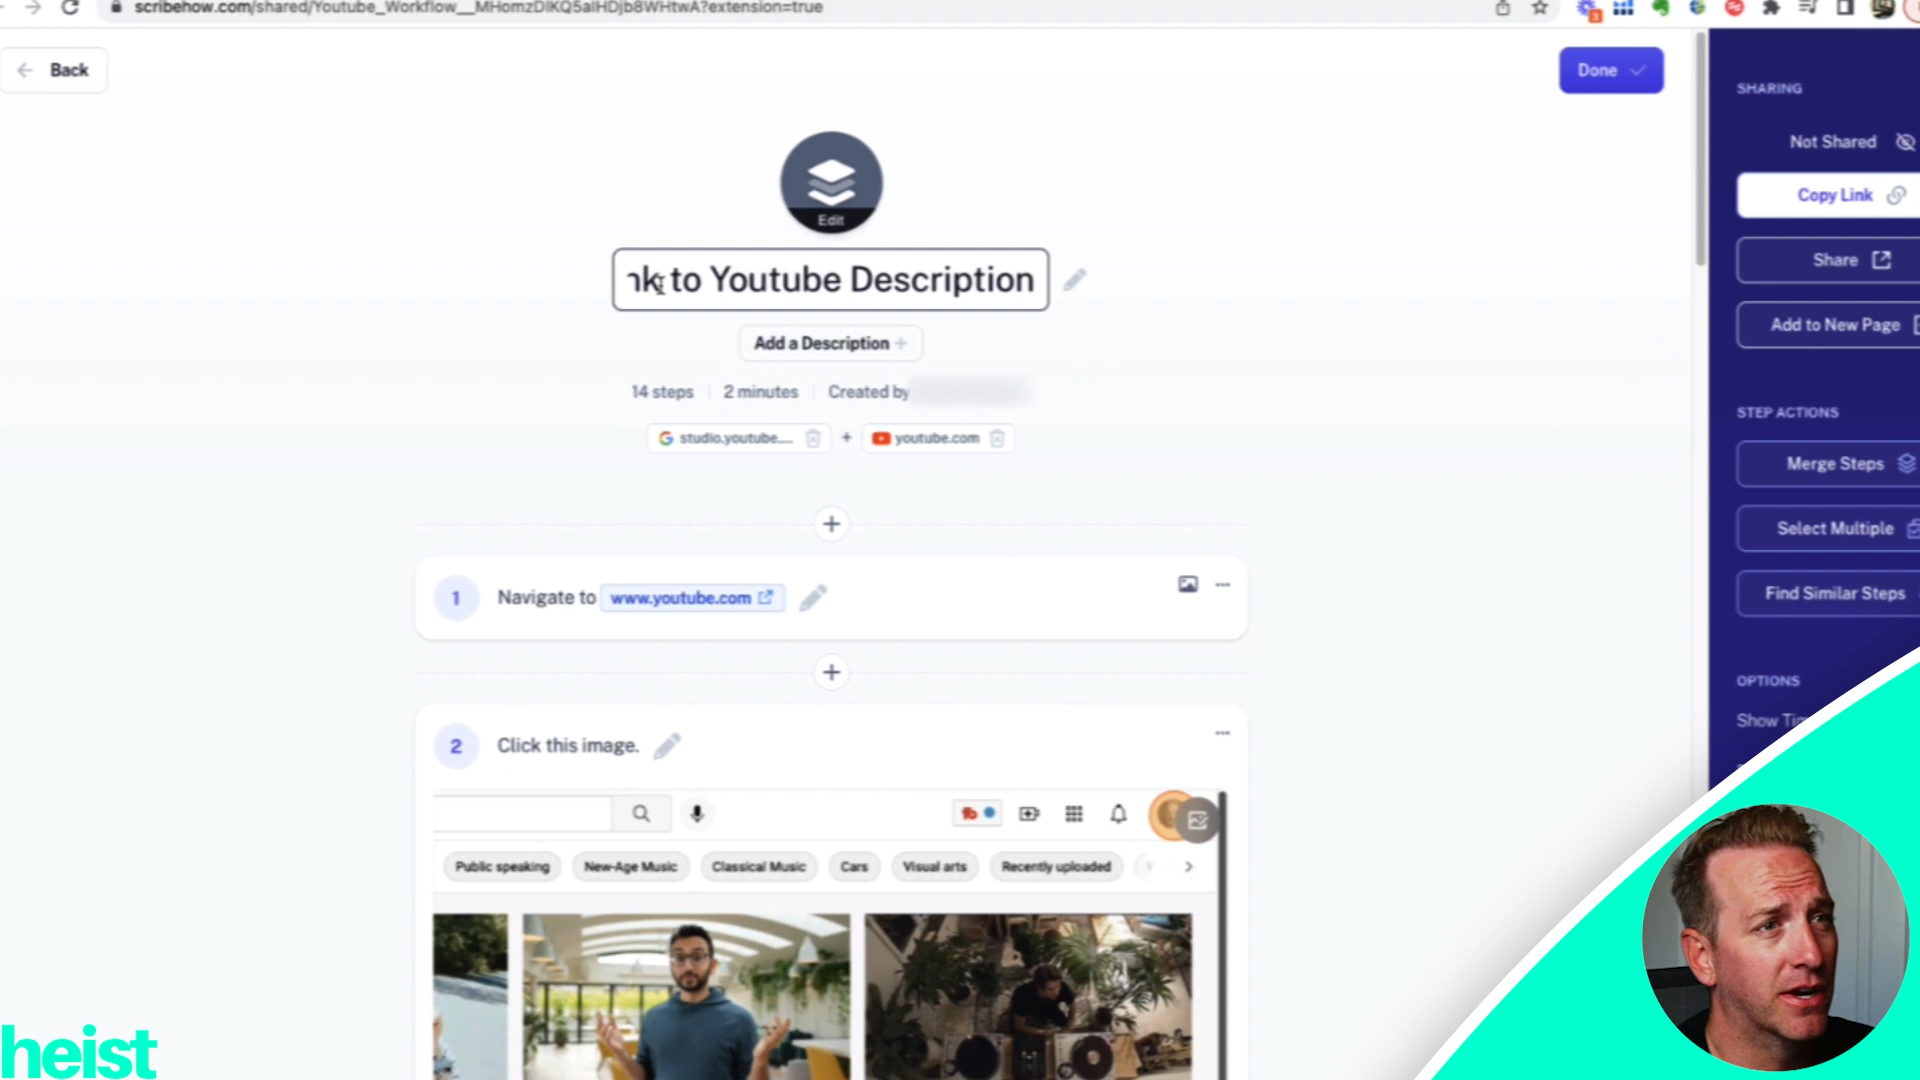 scribehow.com/shared/Youtube_Workflow__MHomzDIKQ5alHDjb8WHtwA?extension=true
3
Back
Done
Edit
nk to Youtube Description
Add a Description +
14 steps
2 minutes
Created by
studio.youtube....
+
youtube.com
+
1
Navigate to www.youtube.com
+
2
Click this image.
Public speaking
New-Age Music
Classical Music
Cars
Visual arts
Recently uploaded
SHARING
Not Shared
Copy Link
Share
Add to New Page
STEP ACTIONS
Merge Steps
Select Multiple
Find Similar Steps
OPTIONS
Show
heist